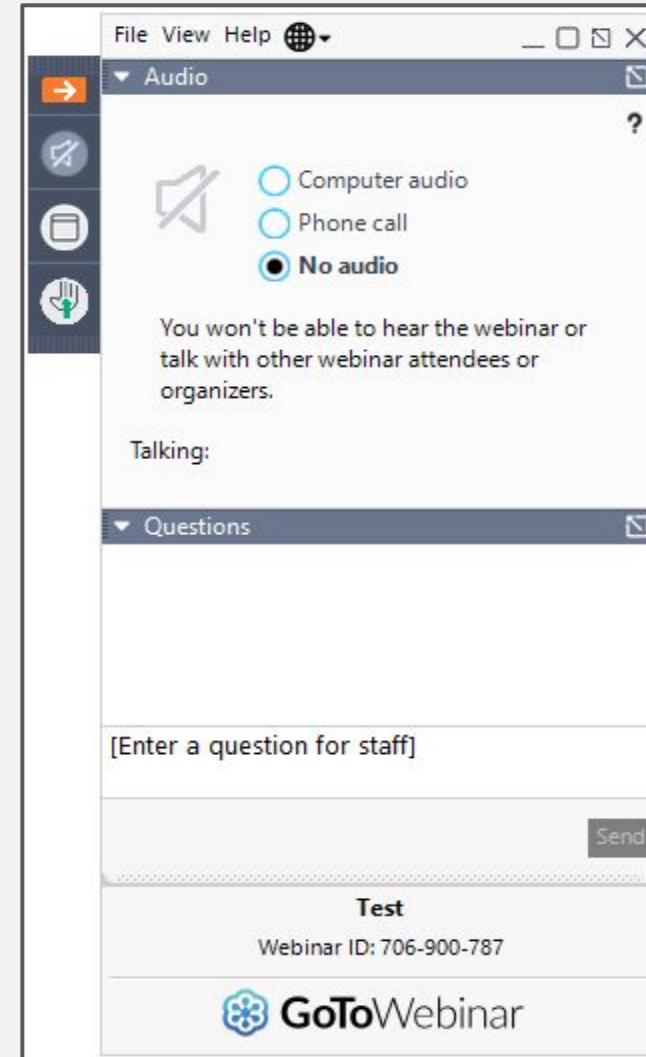 File View Help
Audio
?
Computer audio
Phone call
No audio
You won't be able to hear the webinar or
talk with other webinar attendees or
organizers.
Talking:
Questions
[Enter a question for staff]
Send
Test
Webinar ID: 706-900-787
GoToWebinar